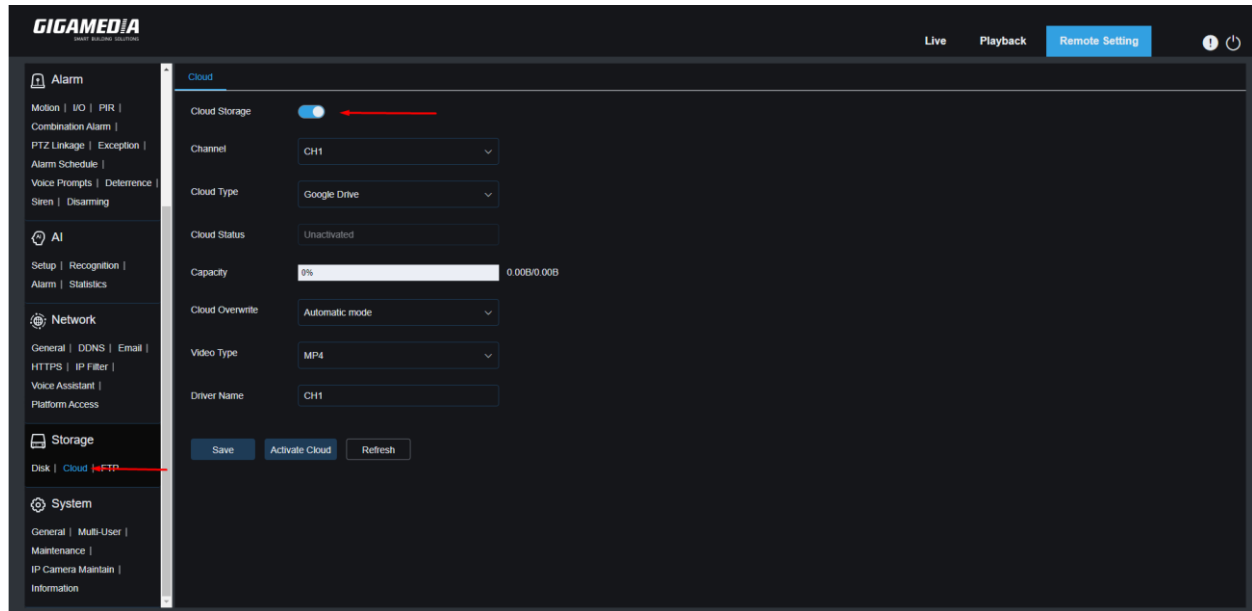 GIGAMEDIA
SMART BUILDING SOLUTIONS
Live Playback Remote Setting
Alarm
Motion | I/O | PIR |
Combination Alarm |
PTZ Linkage | Exception |
Alarm Schedule |
Voice Prompts | Deterrence |
Siren | Disarming
AI
Setup | Recognition |
Alarm | Statistics
Network
General | DDNS | Email |
HTTPS | IP Filter |
Voice Assistant |
Platform Access
Storage
Disk | Cloud | FTP
System
General | Multi-User |
Maintenance |
IP Camera Maintain |
Information
Cloud
Cloud Storage
Channel CH1
Cloud Type Google Drive
Cloud Status Unactivated
Capacity 0% 0.00B/0.00B
Cloud Overwrite Automatic mode
Video Type MP4
Driver Name CH1
Save Activate Cloud Refresh